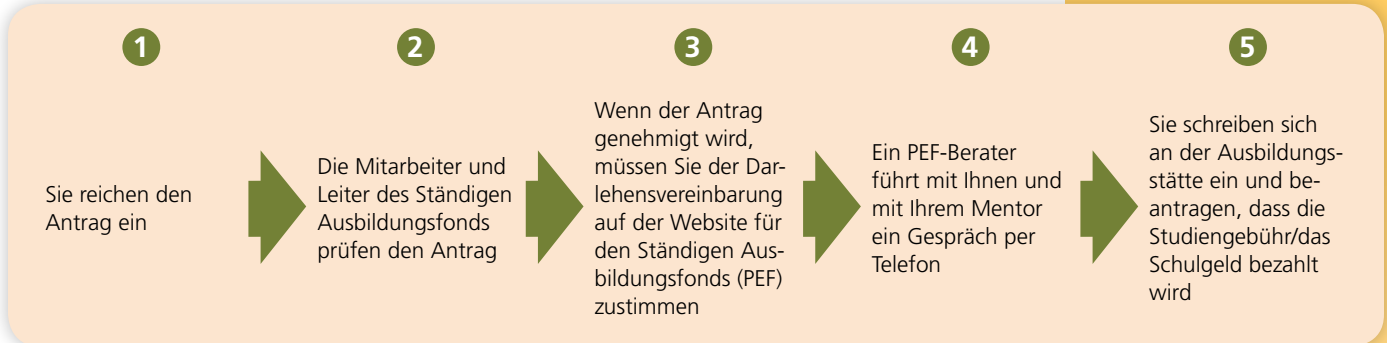 1
Sie reichen den
Antrag ein
2
Die Mitarbeiter und
Leiter des Ständigen
Ausbildungsfonds
prüfen den Antrag
3
Wenn der Antrag
genehmigt wird,
müssen Sie der Dar-
lehensvereinbarung
auf der Website für
den Ständigen Aus-
bildungsfonds (PEF)
zustimmen
4
Ein PEF-Berater
führt mit Ihnen und
mit Ihrem Mentor
ein Gespräch per
Telefon
5
Sie schreiben sich
an der Ausbildungs-
stätte ein und be-
antragen, dass die
Studiengebühr/das
Schulgeld bezahlt
wird